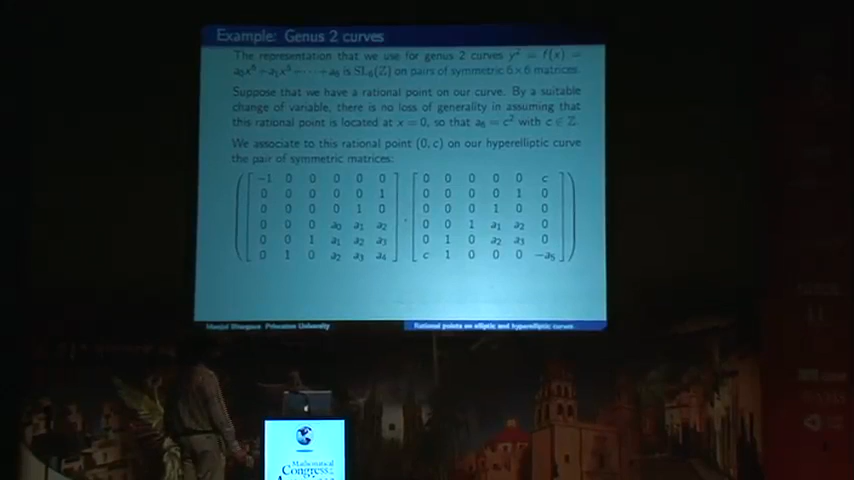 Example: Genus 2 curves
The representation that we use for genus 2 curves y² = f(x) =
a₀x⁶+a₁x⁵+···+a₆ is SL₆(ℤ) on pairs of symmetric 6×6 matrices.
Suppose that we have a rational point on our curve. By a suitable
change of variable, there is no loss of generality in assuming that
this rational point is located at x = 0, so that a₆ = c² with c ∈ ℤ.
We associate to this rational point (0, c) on our hyperelliptic curve
the pair of symmetric matrices:
-1 0 0 0 0 0 , 0 0 0 0 0 c
0 0 0 0 0 1 0 0 0 0 1 0
0 0 0 0 1 0 0 0 0 1 0 0
0 0 0 a₀ a₁ a₂ 0 0 1 a₁ a₂ 0
0 0 1 a₁ a₂ a₃ 0 1 0 a₂ a₃ 0
0 1 0 a₂ a₃ a₄ c 1 0 0 0 -a₅
Manjul Bhargava Princeton University
Rational points on elliptic and hyperelliptic curves
Mathematical
Congress